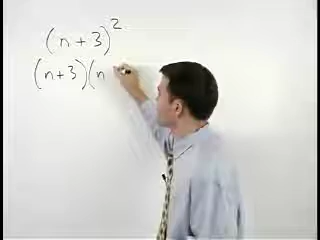 (n + 3)²
(n + 3)(n